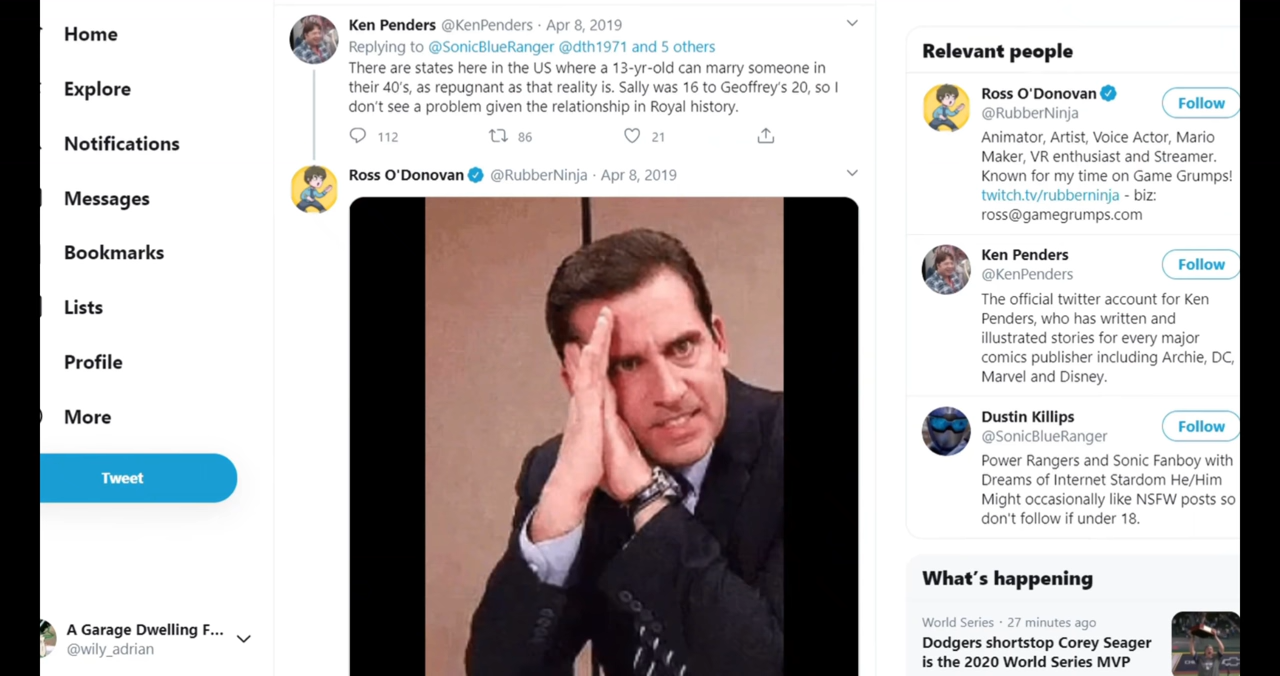 Home
Explore
Notifications
Messages
Bookmarks
Lists
Profile
More
Tweet
A Garage Dwelling F...
@wily_adrian
Ken Penders @KenPenders · Apr 8, 2019
Replying to @SonicBlueRanger @dth1971 and 5 others
There are states here in the US where a 13-yr-old can marry someone in
their 40's, as repugnant as that reality is. Sally was 16 to Geoffrey's 20, so I
don't see a problem given the relationship in Royal history.
112 86 21
Ross O'Donovan @RubberNinja · Apr 8, 2019
Relevant people
Ross O'Donovan
@RubberNinja
Follow
Animator, Artist, Voice Actor, Mario
Maker, VR enthusiast and Streamer.
Known for my time on Game Grumps!
twitch.tv/rubberninja - biz:
ross@gamegrumps.com
Ken Penders
@KenPenders
Follow
The official twitter account for Ken
Penders, who has written and
illustrated stories for every major
comics publisher including Archie, DC,
Marvel and Disney.
Dustin Killips
@SonicBlueRanger
Follow
Power Rangers and Sonic Fanboy with
Dreams of Internet Stardom He/Him
Might occasionally like NSFW posts so
don't follow if under 18.
What's happening
World Series · 27 minutes ago
Dodgers shortstop Corey Seager
is the 2020 World Series MVP